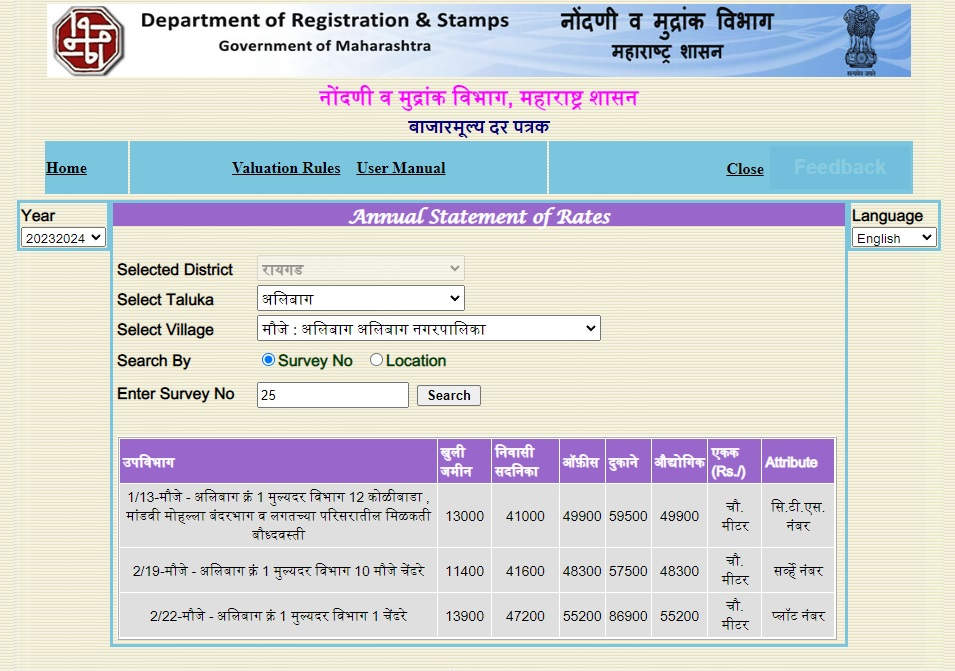 Department of Registration & Stamps
Government of Maharashtra
नोंदणी व मुद्रांक विभाग
महाराष्ट्र शासन
नोंदणी व मुद्रांक विभाग, महाराष्ट्र शासन
बाजारमूल्य दर पत्रक
Home Valuation Rules User Manual Close Feedback
Year
20232024
Annual Statement of Rates
Language
English
Selected District रायगड
Select Taluka अलिबाग
Select Village मौजे : अलिबाग अलिबाग नगरपालिका
Search By Survey No Location
Enter Survey No 25 Search
उपविभाग खुली जमीन निवासी सदनिका ऑफ़ीस दुकाने औद्योगिक एकक (Rs./) Attribute
1/13-मौजे - अलिबाग क्रं 1 मुल्यदर विभाग 12 कोळीवाडा ,
मांडवी मोहल्ला बंदरभाग व लगतच्या परिसरातील मिळकती
बौध्दवस्ती
13000 41000 49900 59500 49900 चौ. मीटर सि.टी.एस. नंबर
2/19-मौजे - अलिबाग क्रं 1 मुल्यदर विभाग 10 मौजे चेंढरे 11400 41600 48300 57500 48300 चौ. मीटर सर्व्हे नंबर
2/22-मौजे - अलिबाग क्रं 1 मुल्यदर विभाग 1 चेंढरे 13900 47200 55200 86900 55200 चौ. मीटर प्लॉट नंबर